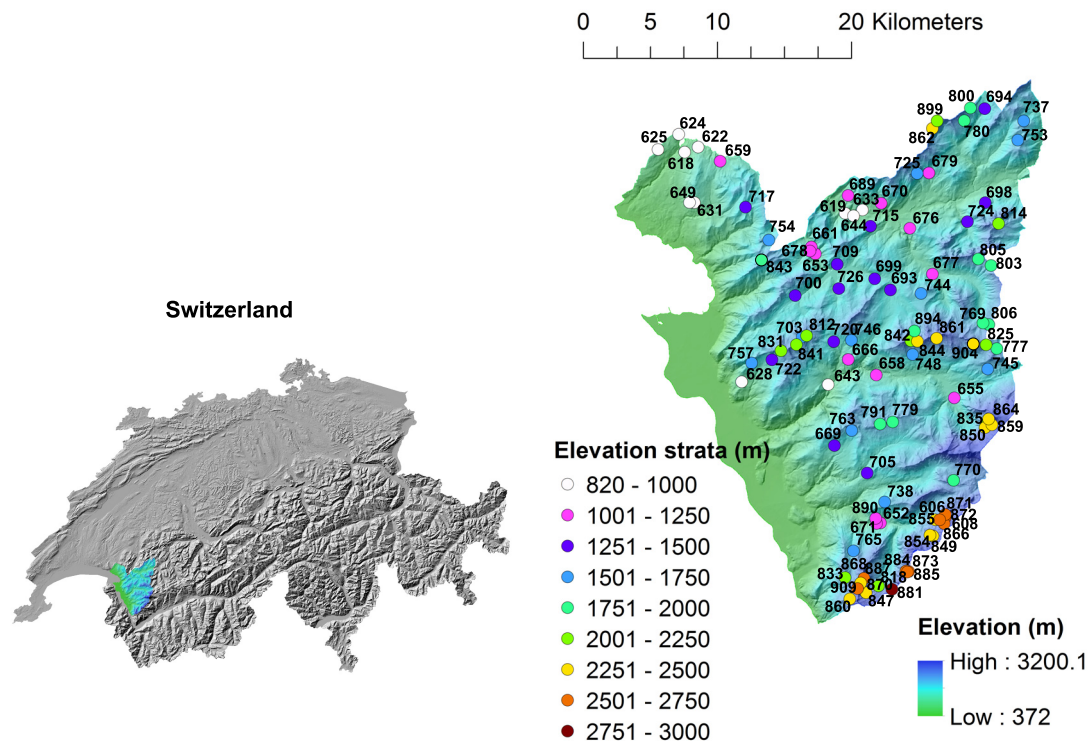 0 5 10 20 Kilometers
800 694
899 737
624 862 780 753
625 622
618 659 725 679
689 670 698
649 633
631 717 619 715 724 814
644 676
754 661
678 709 805
843 653 699 677 803
726 693
700 744
Switzerland
894 769 806
703 812 720 746 842 861 825
831 841 844 904 777
757 722 666 748 745
628 643 658
655
791 779 835 864
763 850 859
669
Elevation strata (m)
705 770
820 - 1000
738 606 871
890 652 855 872
1001 - 1250
671 608
854 866
1251 - 1500
765 849
868 887 884 873
1501 - 1750
833 818 885
909 870 881
860 847
1751 - 2000
2001 - 2250
Elevation (m)
2251 - 2500
High : 3200.1
2501 - 2750
Low : 372
2751 - 3000